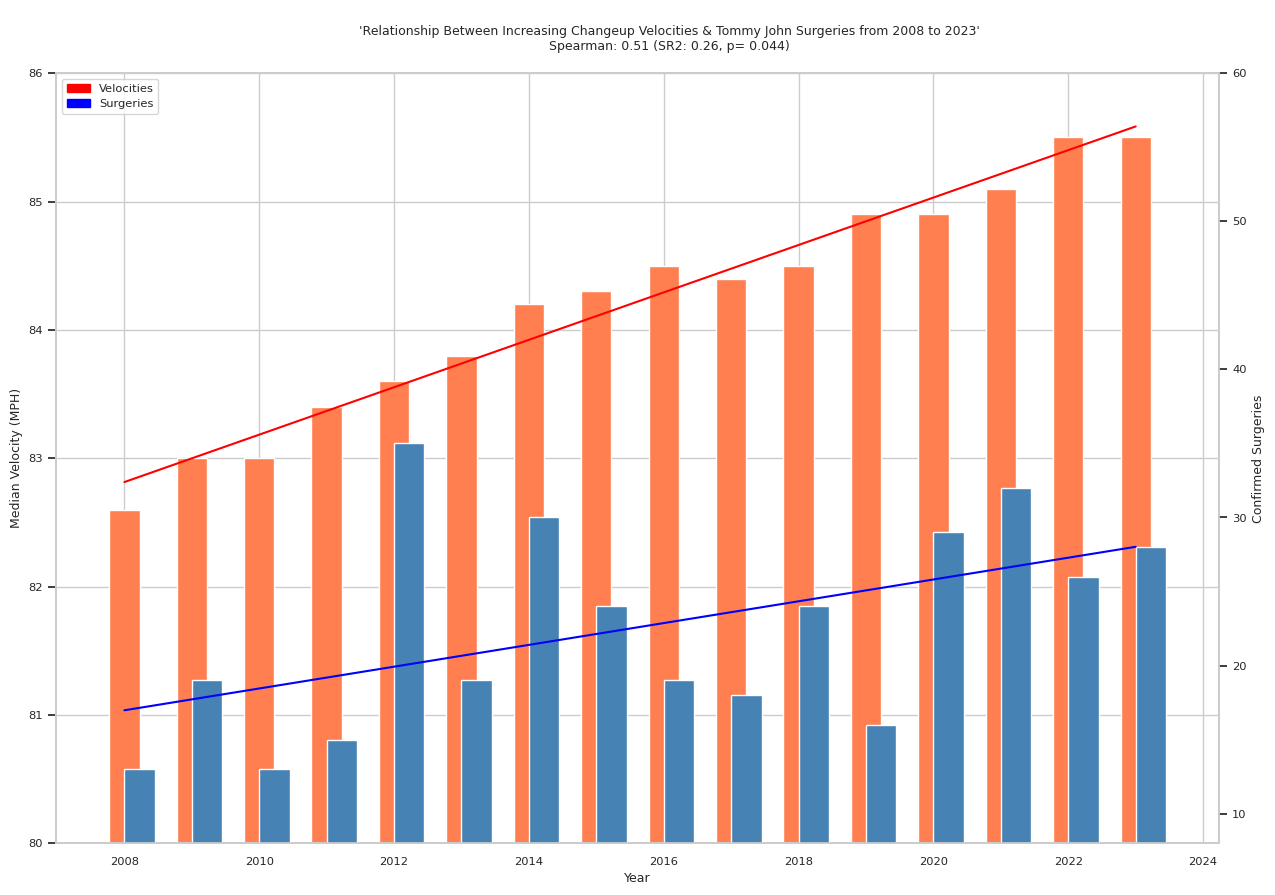 'Relationship Between Increasing Changeup Velocities & Tommy John Surgeries from 2008 to 2023'
Spearman: 0.51 (SR2: 0.26, p= 0.044)
Velocities
Surgeries
Median Velocity (MPH)
86
85
84
83
82
81
80
60
50
40
30
20
10
Confirmed Surgeries
2008 2010 2012 2014 2016 2018 2020 2022 2024
Year